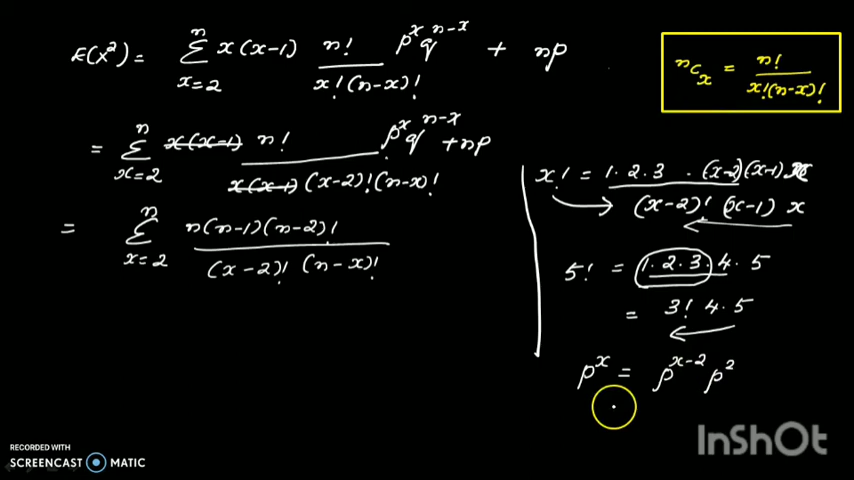 E(x²) = Σ_{x=2}^{n} x(x-1) n!/(x!(n-x)!) p^x q^{n-x} + np
= Σ_{x=2}^{n} x(x-1) n!/(x(x-1)(x-2)!(n-x)!) p^x q^{n-x} + np
= Σ_{x=2}^{n} n(n-1)(n-2)!/((x-2)!(n-x)!)
nCx = n!/(x!(n-x)!)
x! = 1.2.3 . (x-2)(x-1)x
(x-2)! (x-1) x
5! = 1.2.3.4.5
= 3! 4.5
p^x = p^{x-2} p²
RECORDED WITH
SCREENCAST MATIC
InShOt